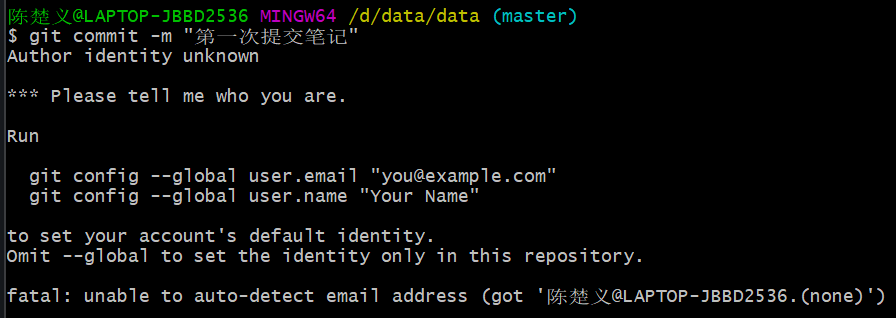 陈楚义@LAPTOP-JBBD2536 MINGW64 /d/data/data (master)
$ git commit -m "第一次提交笔记"
Author identity unknown
*** Please tell me who you are.
Run
git config --global user.email "you@example.com"
git config --global user.name "Your Name"
to set your account's default identity.
Omit --global to set the identity only in this repository.
fatal: unable to auto-detect email address (got '陈楚义@LAPTOP-JBBD2536.(none)')